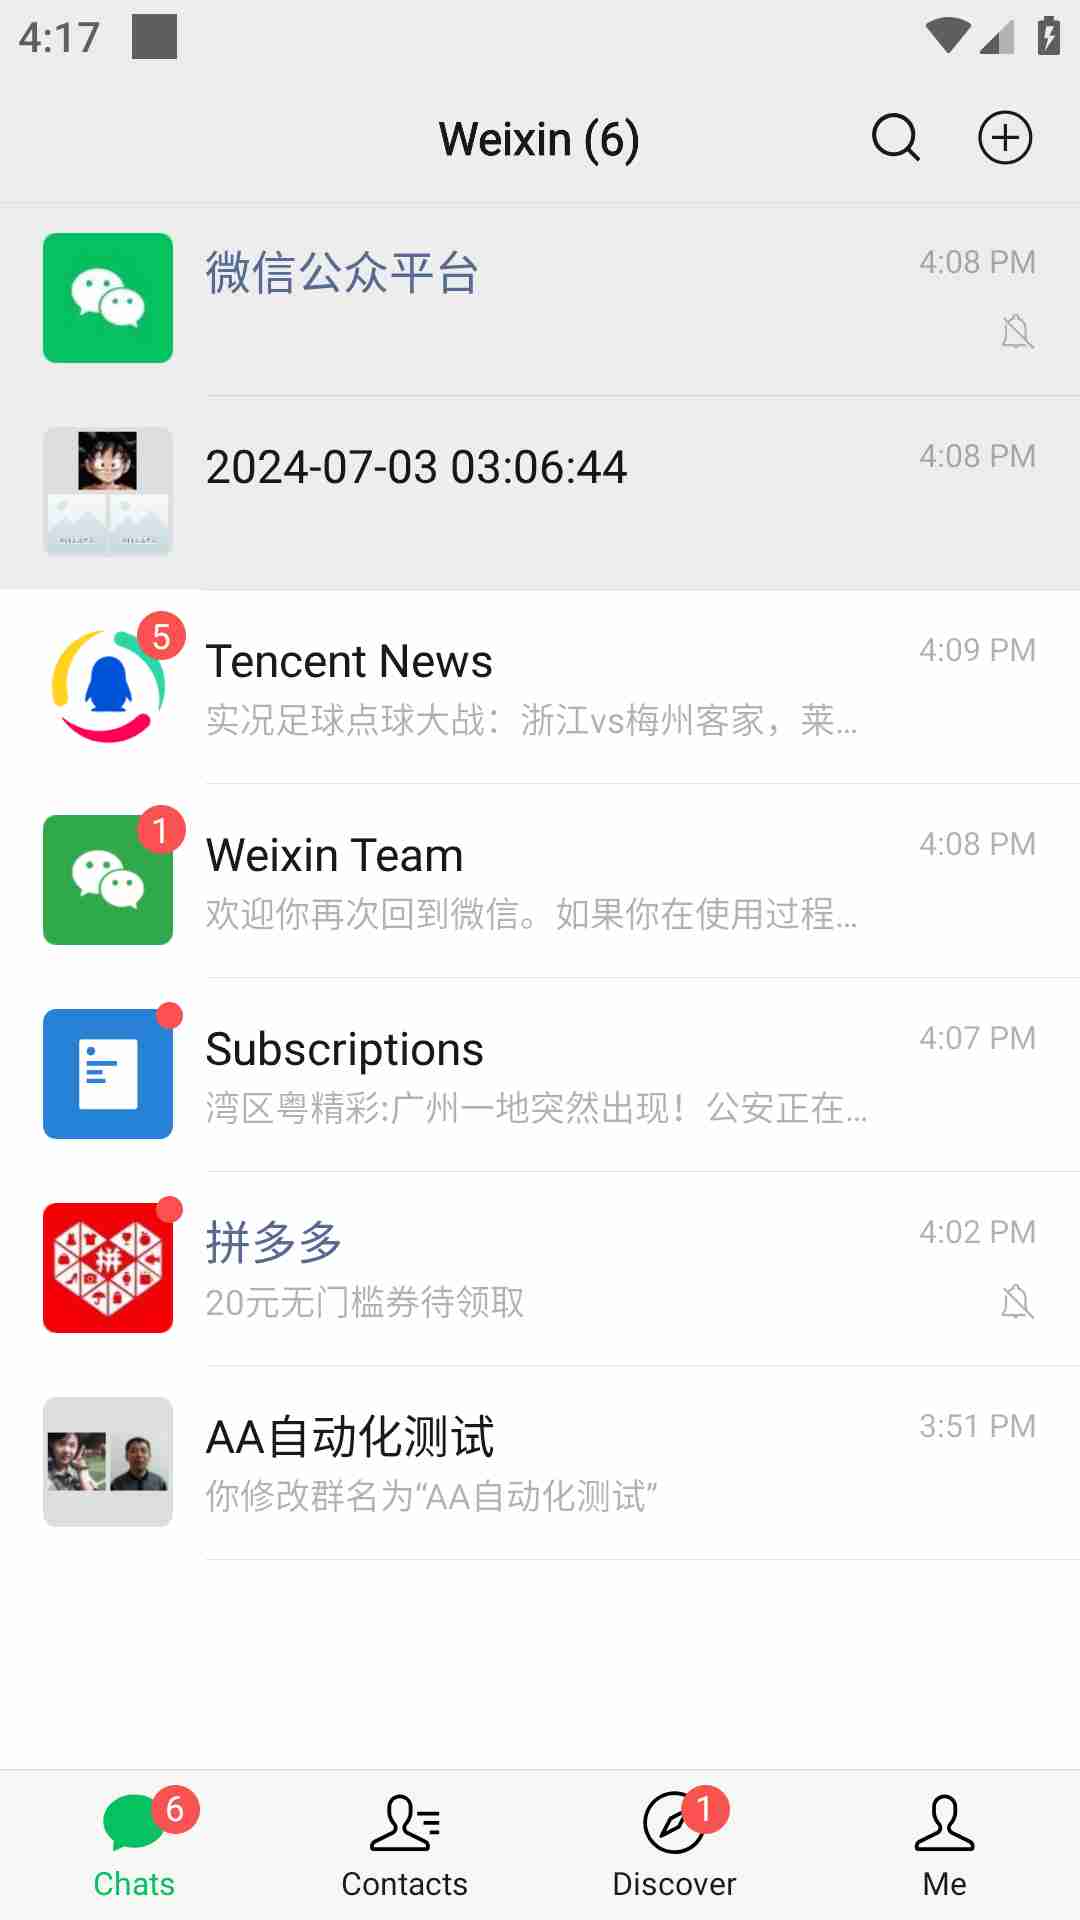 4:17
Weixin (6)
微信公众平台
4:08 PM
2024-07-03 03:06:44
4:08 PM
5
Tencent News
4:09 PM
实况足球点球大战：浙江vs梅州客家，莱...
1
Weixin Team
4:08 PM
欢迎你再次回到微信。如果你在使用过程...
Subscriptions
4:07 PM
湾区粤精彩:广州一地突然出现！公安正在...
拼
拼多多
4:02 PM
20元无门槛券待领取
AA自动化测试
3:51 PM
你修改群名为“AA自动化测试”
6
1
Chats
Contacts
Discover
Me